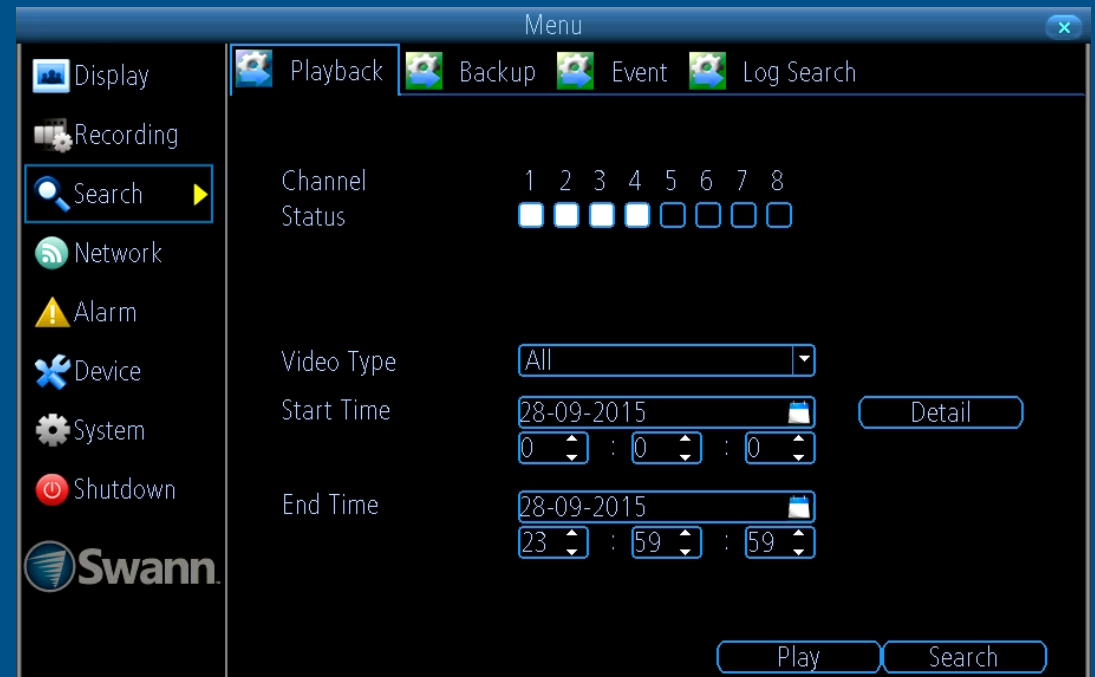 Menu
Display
Recording
Search
Network
Alarm
Device
System
Shutdown
Swann
Playback Backup Event Log Search
Channel 1 2 3 4 5 6 7 8
Status
Video Type All
Start Time 28-09-2015 Detail
0 : 0 : 0
End Time 28-09-2015
23 : 59 : 59
Play Search